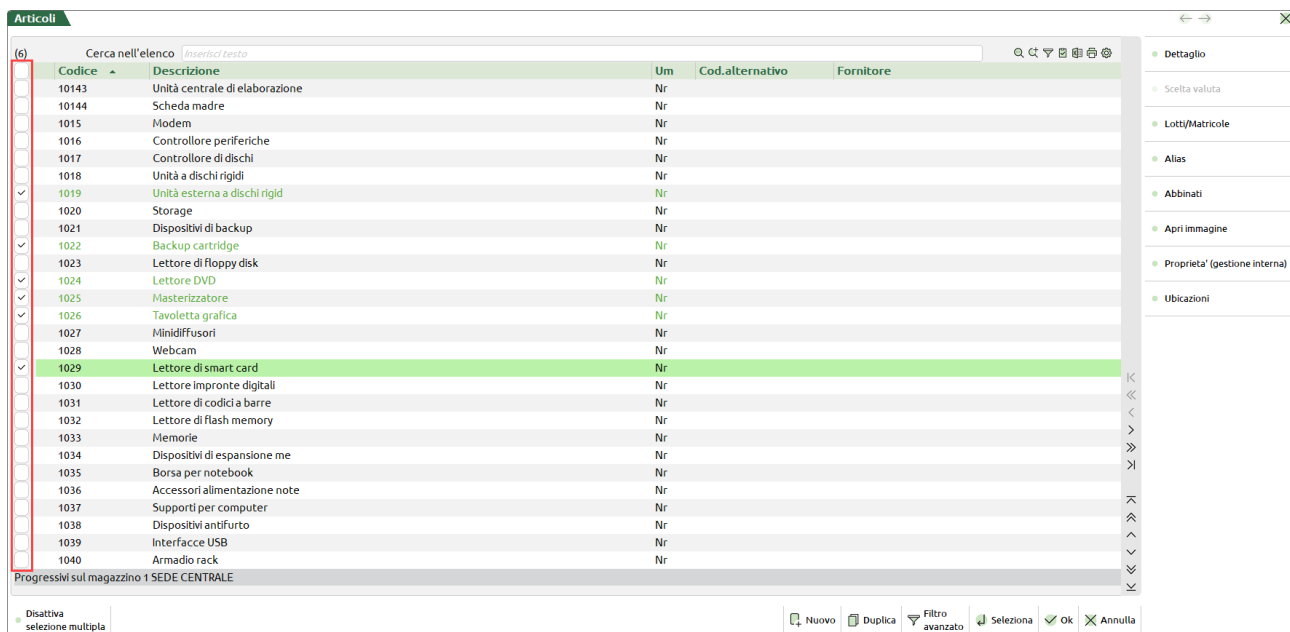 Articoli
(6) Cerca nell'elenco Inserisci testo
Codice Descrizione Um Cod.alternativo Fornitore
10143 Unità centrale di elaborazione Nr
10144 Scheda madre Nr
1015 Modem Nr
1016 Controllore periferiche Nr
1017 Controllore di dischi Nr
1018 Unità a dischi rigidi Nr
1019 Unità esterna a dischi rigid Nr
1020 Storage Nr
1021 Dispositivi di backup Nr
1022 Backup cartridge Nr
1023 Lettore di floppy disk Nr
1024 Lettore DVD Nr
1025 Masterizzatore Nr
1026 Tavoletta grafica Nr
1027 Minidiffusori Nr
1028 Webcam Nr
1029 Lettore di smart card Nr
1030 Lettore impronte digitali Nr
1031 Lettore di codici a barre Nr
1032 Lettore di flash memory Nr
1033 Memorie Nr
1034 Dispositivi di espansione me Nr
1035 Borsa per notebook Nr
1036 Accessori alimentazione note Nr
1037 Supporti per computer Nr
1038 Dispositivi antifurto Nr
1039 Interfacce USB Nr
1040 Armadio rack Nr
Progressivi sul magazzino 1 SEDE CENTRALE
Dettaglio
Scelta valuta
Lotti/Matricole
Alias
Abbinati
Apri immagine
Proprieta' (gestione interna)
Ubicazioni
Disattiva
selezione multipla
Nuovo
Duplica
Filtro
avanzato
Seleziona
Ok
Annulla